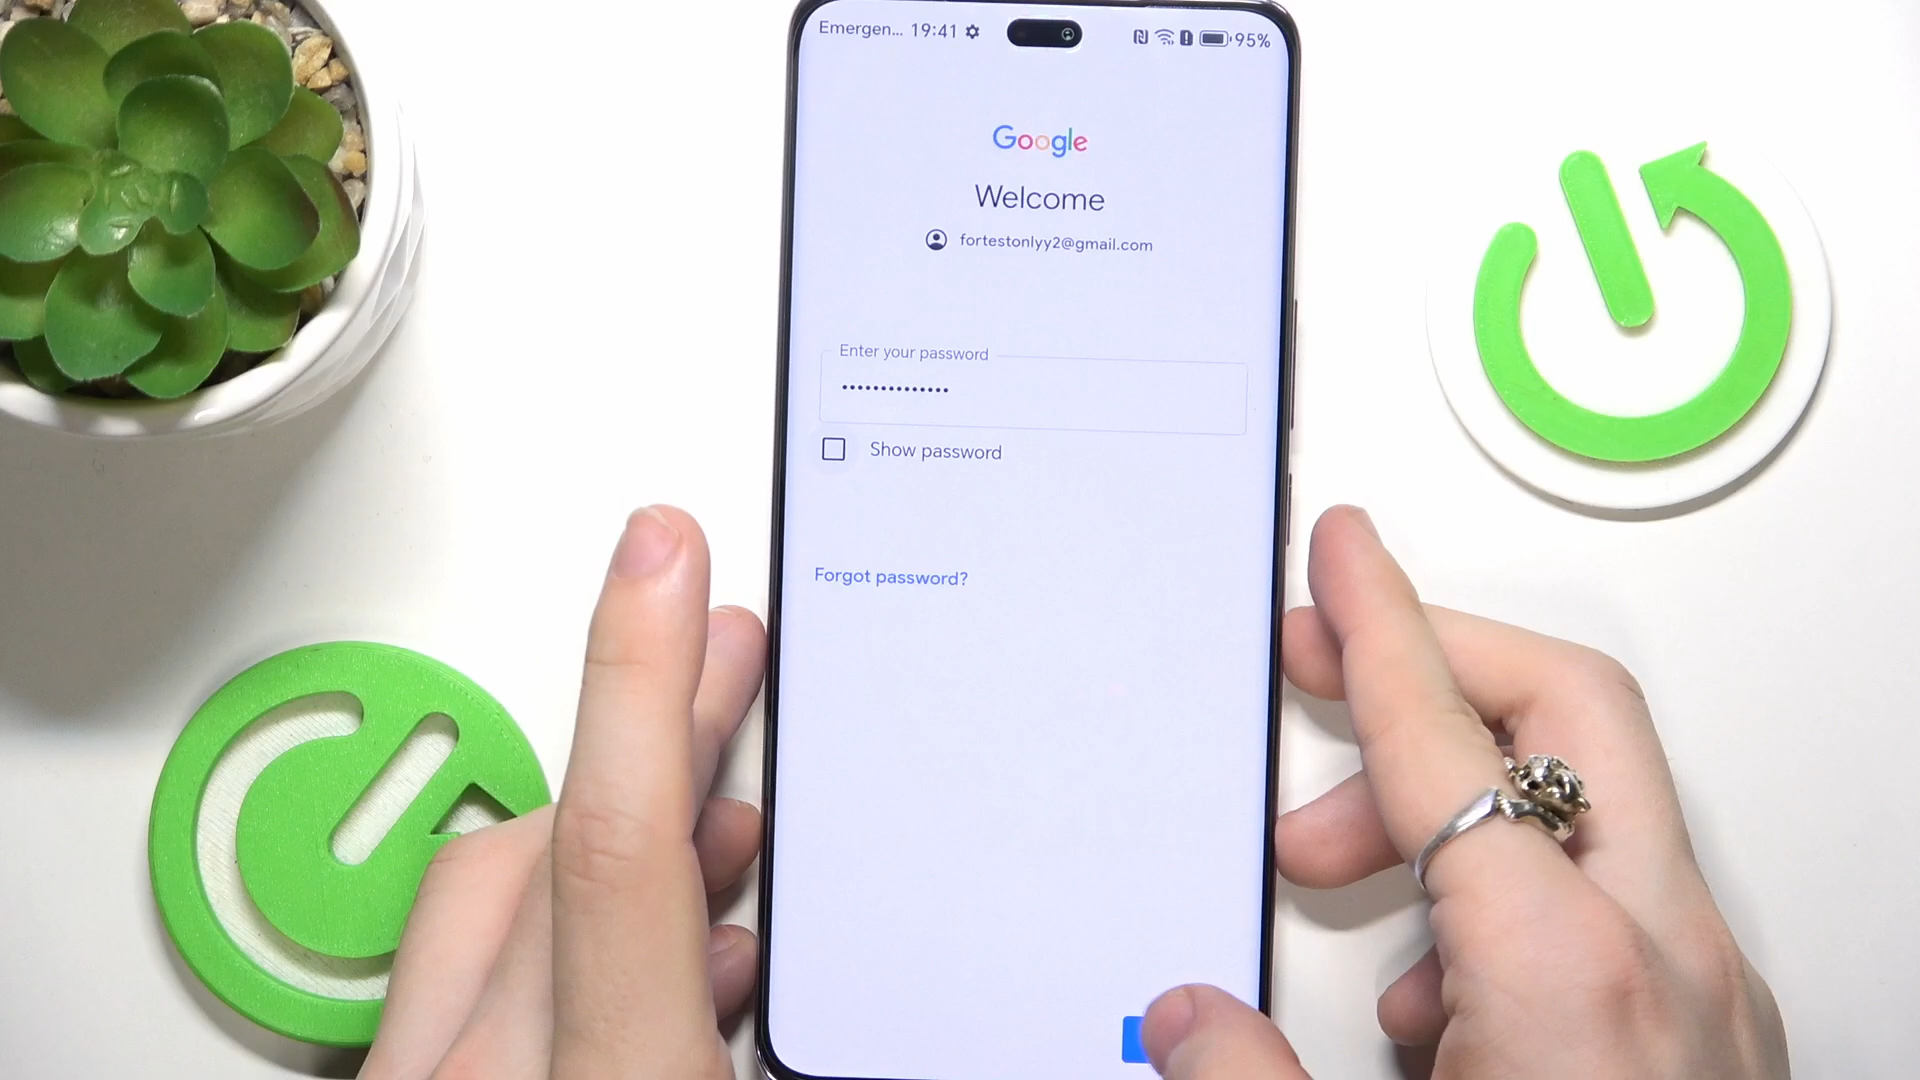 Emergen... 19:41 95%
Google
Welcome
fortestonlyy2@gmail.com
Enter your password
••••••••••••••
Show password
Forgot password?